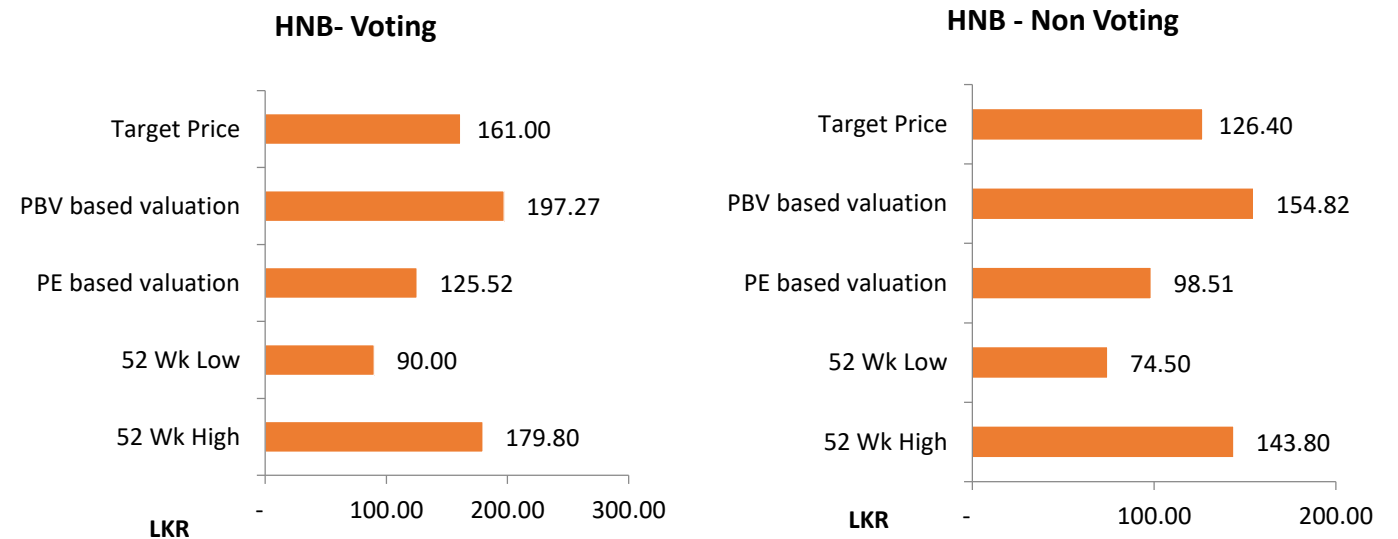 HNB- Voting
Target Price
161.00
PBV based valuation
197.27
PE based valuation
125.52
52 Wk Low
90.00
52 Wk High
179.80
-
100.00
200.00
300.00
LKR
HNB - Non Voting
Target Price
126.40
PBV based valuation
154.82
PE based valuation
98.51
52 Wk Low
74.50
52 Wk High
143.80
-
100.00
200.00
LKR